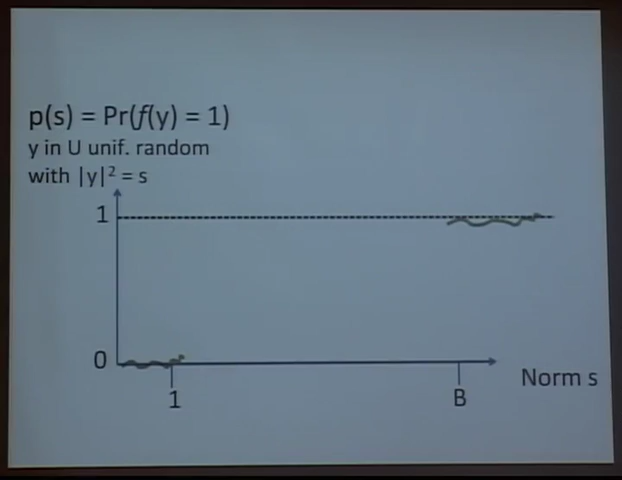 p(s) = Pr(f(y) = 1)
y in U unif. random
with |y|² = s
1
0
Norm s
1
B